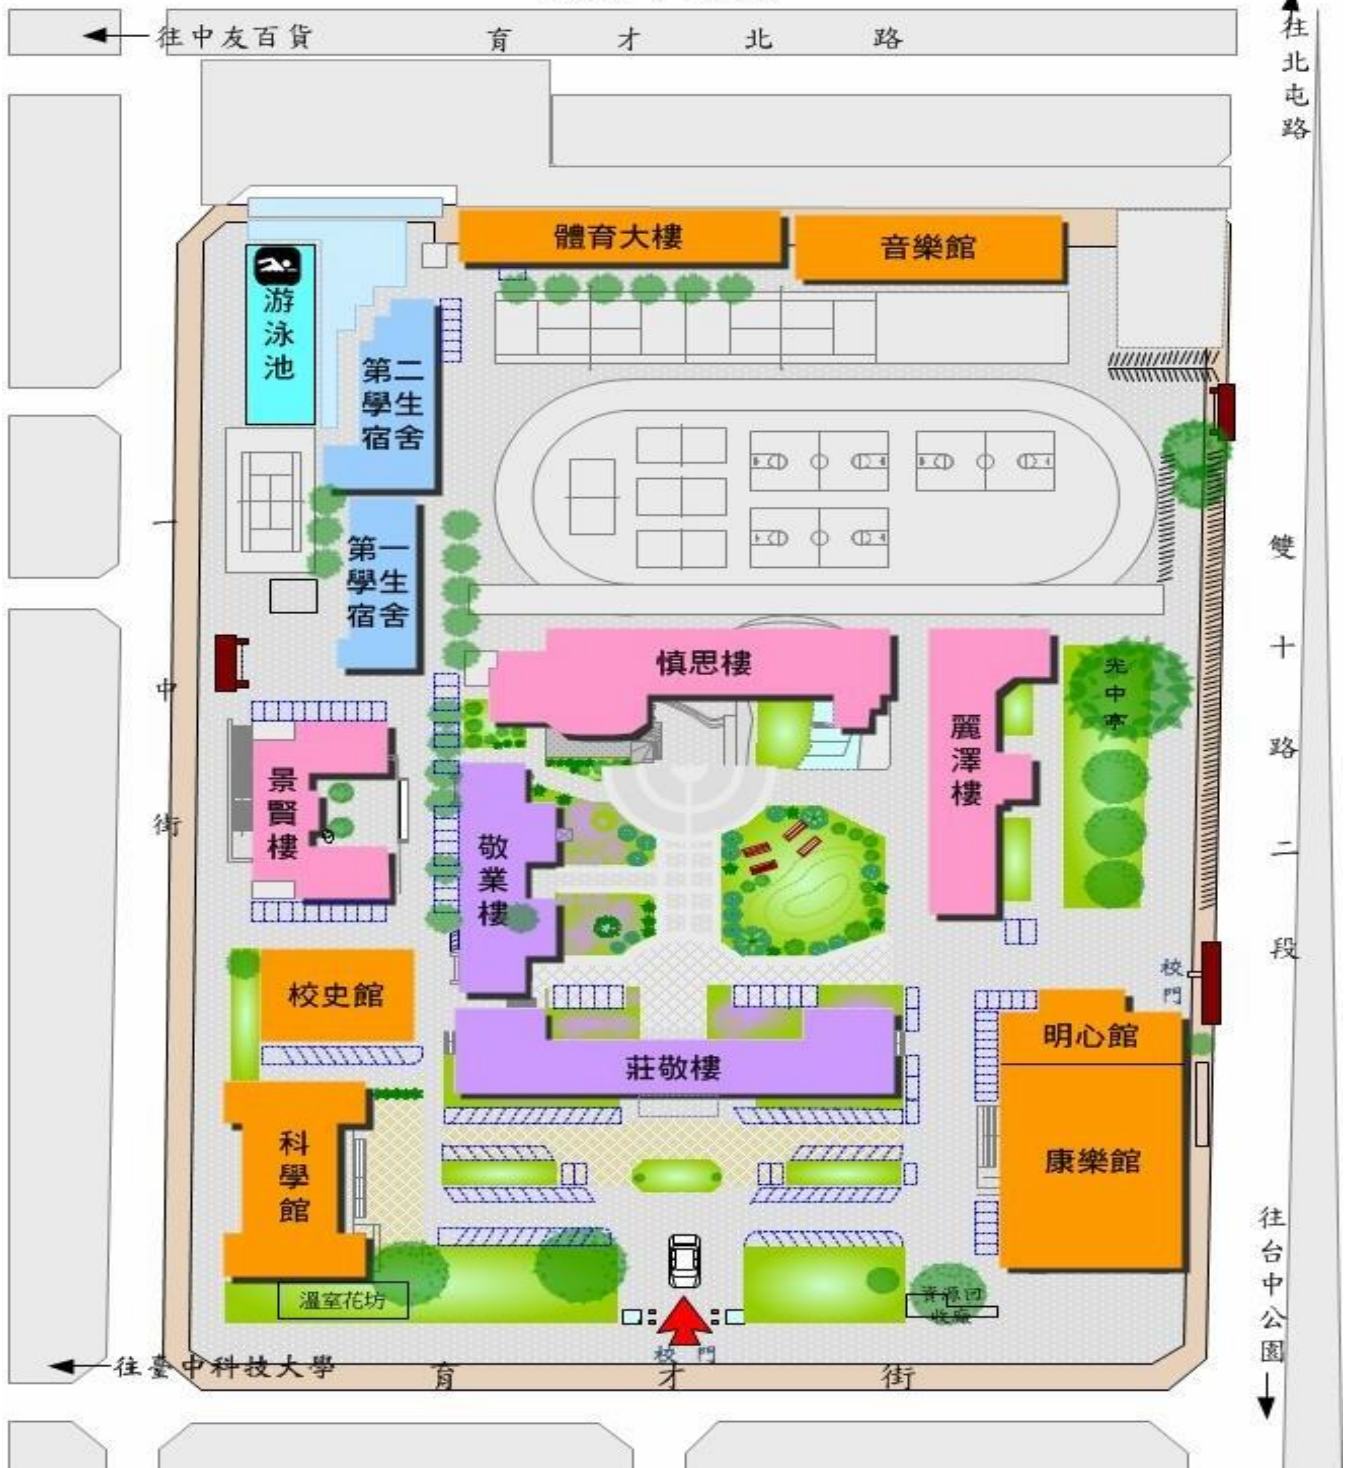 往中友百貨
育才北路
往北屯路
體育大樓
音樂館
游泳池
第二學生宿舍
第一學生宿舍
一中街
雙十路二段
慎思樓
光中亭
麗澤樓
景賢樓
敬業樓
校門
校史館
明心館
莊敬樓
科學館
康樂館
往台中公園
溫室花坊
資源回
收廠
校門
往臺中科技大學
育才街